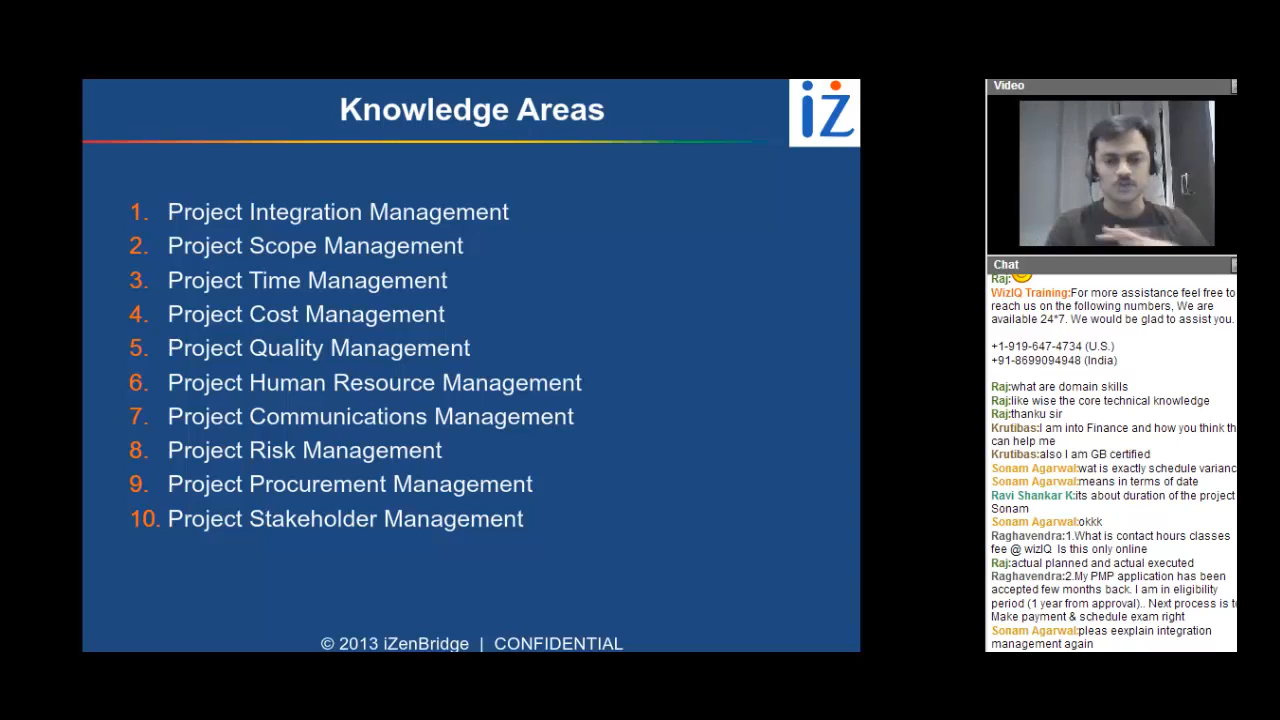 Knowledge Areas
iz
1. Project Integration Management
2. Project Scope Management
3. Project Time Management
4. Project Cost Management
5. Project Quality Management
6. Project Human Resource Management
7. Project Communications Management
8. Project Risk Management
9. Project Procurement Management
10. Project Stakeholder Management
© 2013 iZenBridge | CONFIDENTIAL
Video
Chat
Raj:
WizIQ Training:For more assistance feel free to
reach us on the following numbers, We are
available 24*7. We would be glad to assist you.
+1-919-647-4734 (U.S.)
+91-8699094948 (India)
Raj:what are domain skills
Raj:like wise the core technical knowledge
Raj:thanku sir
Krutibas:I am into Finance and how you think th
can help me
Krutibas:also I am GB certified
Sonam Agarwal:wat is exactly schedule varianc
Sonam Agarwal:means in terms of date
Ravi Shankar K:its about duration of the project
Sonam
Sonam Agarwal:okkk
Raghavendra:1.What is contact hours classes
fee @ wizIQ Is this only online
Raj:actual planned and actual executed
Raghavendra:2.My PMP application has been
accepted few months back. I am in eligibility
period (1 year from approval).. Next process is to
Make payment & schedule exam right
Sonam Agarwal:pleas eexplain integration
management again